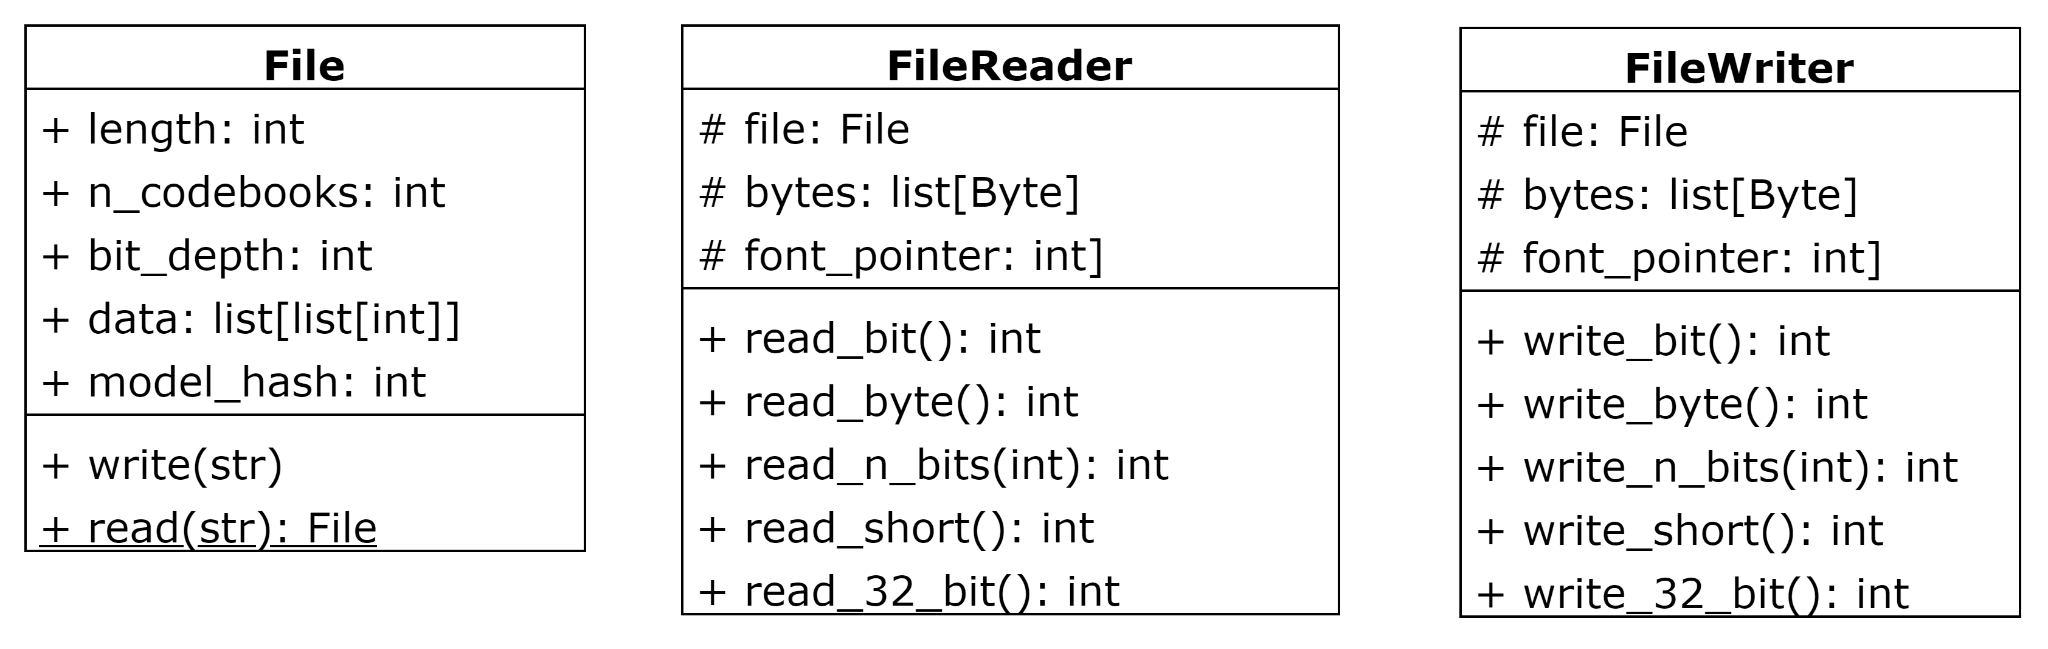 File
+ length: int
+ n_codebooks: int
+ bit_depth: int
+ data: list[list[int]]
+ model_hash: int
+ write(str)
+ read(str): File
FileReader
# file: File
# bytes: list[Byte]
# font_pointer: int]
+ read_bit(): int
+ read_byte(): int
+ read_n_bits(int): int
+ read_short(): int
+ read_32_bit(): int
FileWriter
# file: File
# bytes: list[Byte]
# font_pointer: int]
+ write_bit(): int
+ write_byte(): int
+ write_n_bits(int): int
+ write_short(): int
+ write_32_bit(): int